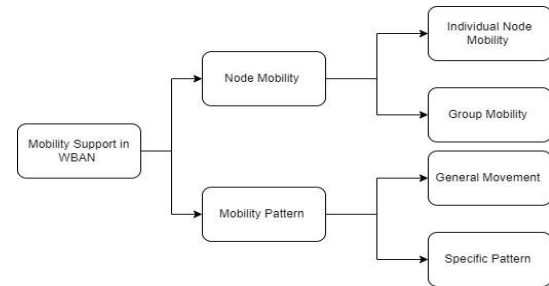 Mobility Support in
WBAN
Node Mobility
Individual Node
Mobility
Group Mobility
Mobility Pattern
General Movement
Specific Pattern